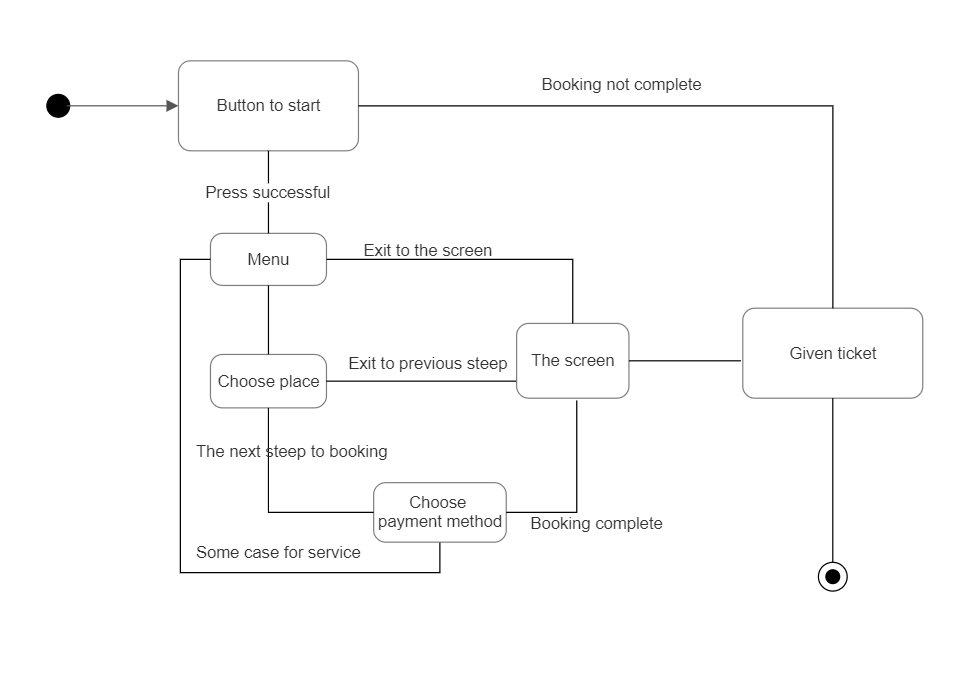 Booking not complete
Button to start
Press successful
Exit to the screen
Menu
Given ticket
Exit to previous steep
The screen
Choose place
The next steep to booking
Choose
payment method
Booking complete
Some case for service